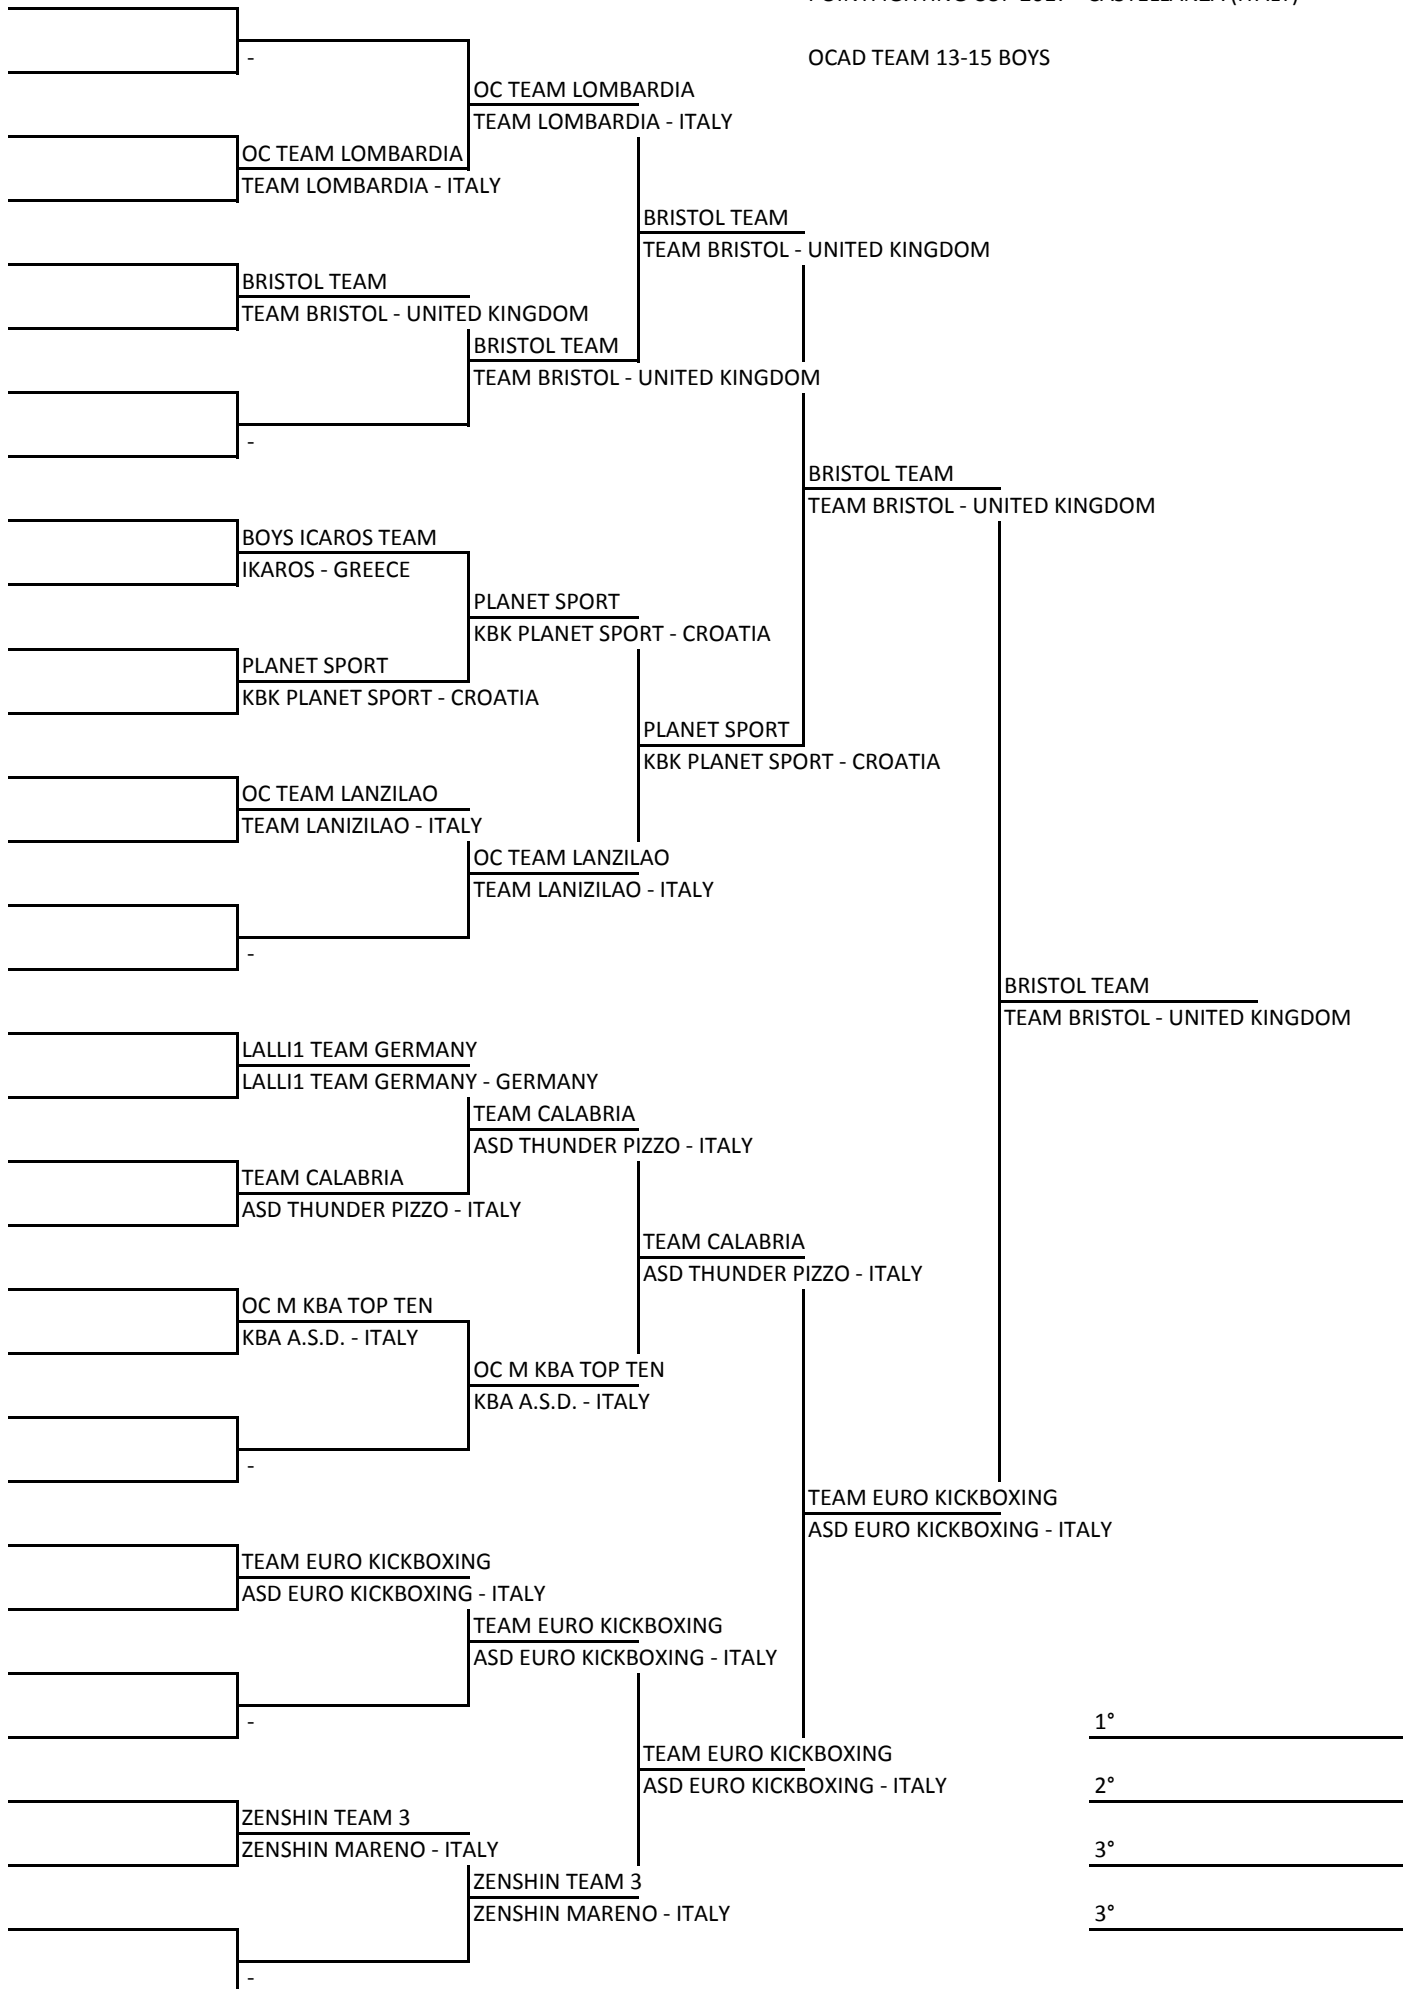 CASTELLANZA (ITALY)
-
OCAD TEAM 13-15 BOYS
OC TEAM LOMBARDIA
TEAM LOMBARDIA - ITALY
OC TEAM LOMBARDIA
TEAM LOMBARDIA - ITALY
BRISTOL TEAM
TEAM BRISTOL - UNITED KINGDOM
BRISTOL TEAM
TEAM BRISTOL - UNITED KINGDOM
BRISTOL TEAM
TEAM BRISTOL - UNITED KINGDOM
-
BRISTOL TEAM
TEAM BRISTOL - UNITED KINGDOM
BOYS ICAROS TEAM
IKAROS - GREECE
PLANET SPORT
KBK PLANET SPORT - CROATIA
PLANET SPORT
KBK PLANET SPORT - CROATIA
PLANET SPORT
KBK PLANET SPORT - CROATIA
OC TEAM LANZILAO
TEAM LANIZILAO - ITALY
OC TEAM LANZILAO
TEAM LANIZILAO - ITALY
-
BRISTOL TEAM
TEAM BRISTOL - UNITED KINGDOM
LALLI1 TEAM GERMANY
LALLI1 TEAM GERMANY - GERMANY
TEAM CALABRIA
ASD THUNDER PIZZO - ITALY
TEAM CALABRIA
ASD THUNDER PIZZO - ITALY
TEAM CALABRIA
ASD THUNDER PIZZO - ITALY
OC M KBA TOP TEN
KBA A.S.D. - ITALY
OC M KBA TOP TEN
KBA A.S.D. - ITALY
-
TEAM EURO KICKBOXING
ASD EURO KICKBOXING - ITALY
TEAM EURO KICKBOXING
ASD EURO KICKBOXING - ITALY
TEAM EURO KICKBOXING
ASD EURO KICKBOXING - ITALY
-
1°
TEAM EURO KICKBOXING
ASD EURO KICKBOXING - ITALY
2°
ZENSHIN TEAM 3
ZENSHIN MARENO - ITALY
3°
ZENSHIN TEAM 3
ZENSHIN MARENO - ITALY
3°
-